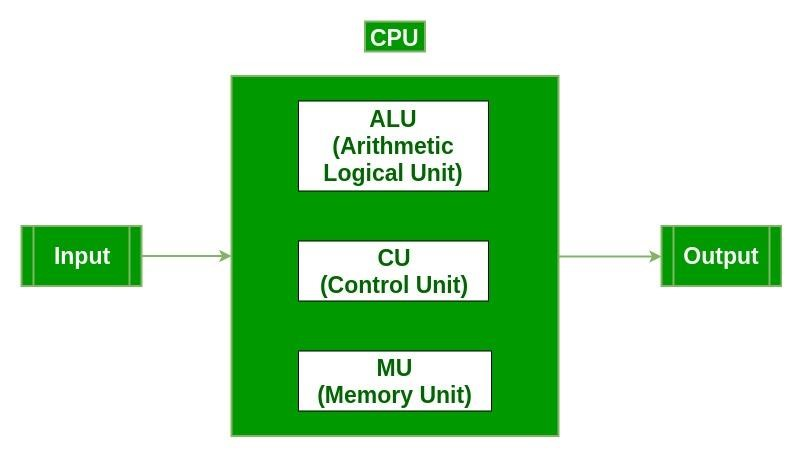 CPU
ALU
(Arithmetic
Logical Unit)
Input
CU
(Control Unit)
Output
MU
(Memory Unit)